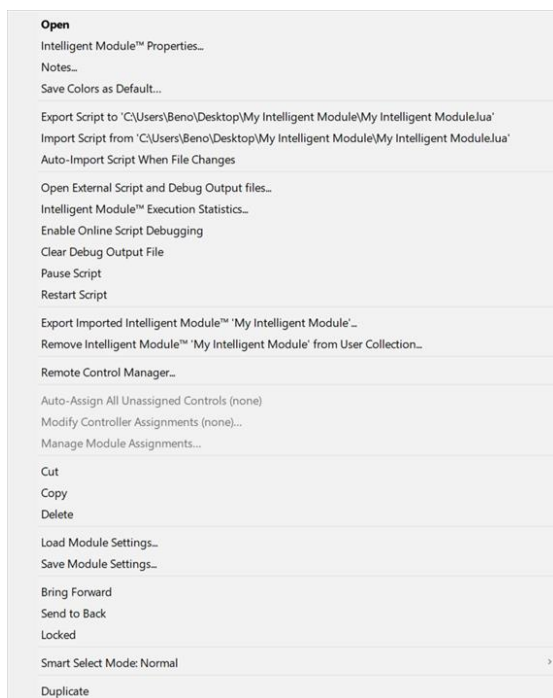 Open
Intelligent Module™ Properties...
Notes...
Save Colors as Default...
Export Script to 'C:\Users\Beno\Desktop\My Intelligent Module\My Intelligent Module.lua'
Import Script from 'C:\Users\Beno\Desktop\My Intelligent Module\My Intelligent Module.lua'
Auto-Import Script When File Changes
Open External Script and Debug Output files...
Intelligent Module™ Execution Statistics...
Enable Online Script Debugging
Clear Debug Output File
Pause Script
Restart Script
Export Imported Intelligent Module™ 'My Intelligent Module'...
Remove Intelligent Module™ 'My Intelligent Module' from User Collection...
Remote Control Manager...
Auto-Assign All Unassigned Controls (none)
Modify Controller Assignments (none)...
Manage Module Assignments...
Cut
Copy
Delete
Load Module Settings...
Save Module Settings...
Bring Forward
Send to Back
Locked
Smart Select Mode: Normal
Duplicate